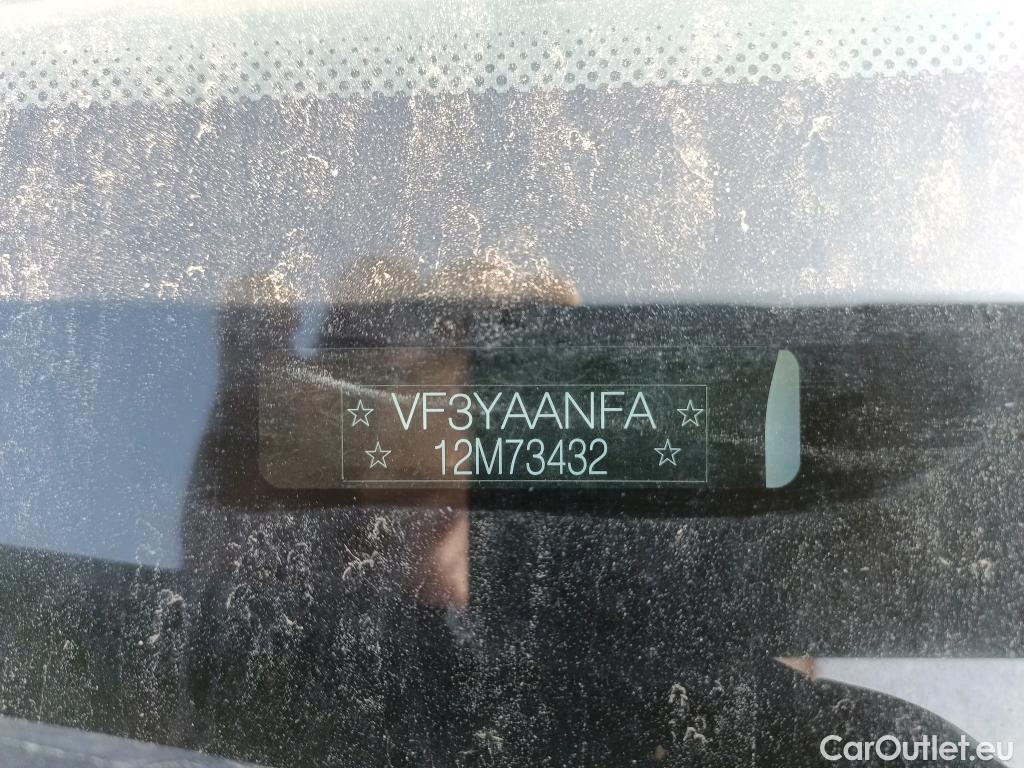 ☆ VF3YAANFA ☆
☆ 12M73432 ☆
CarOutlet.eu